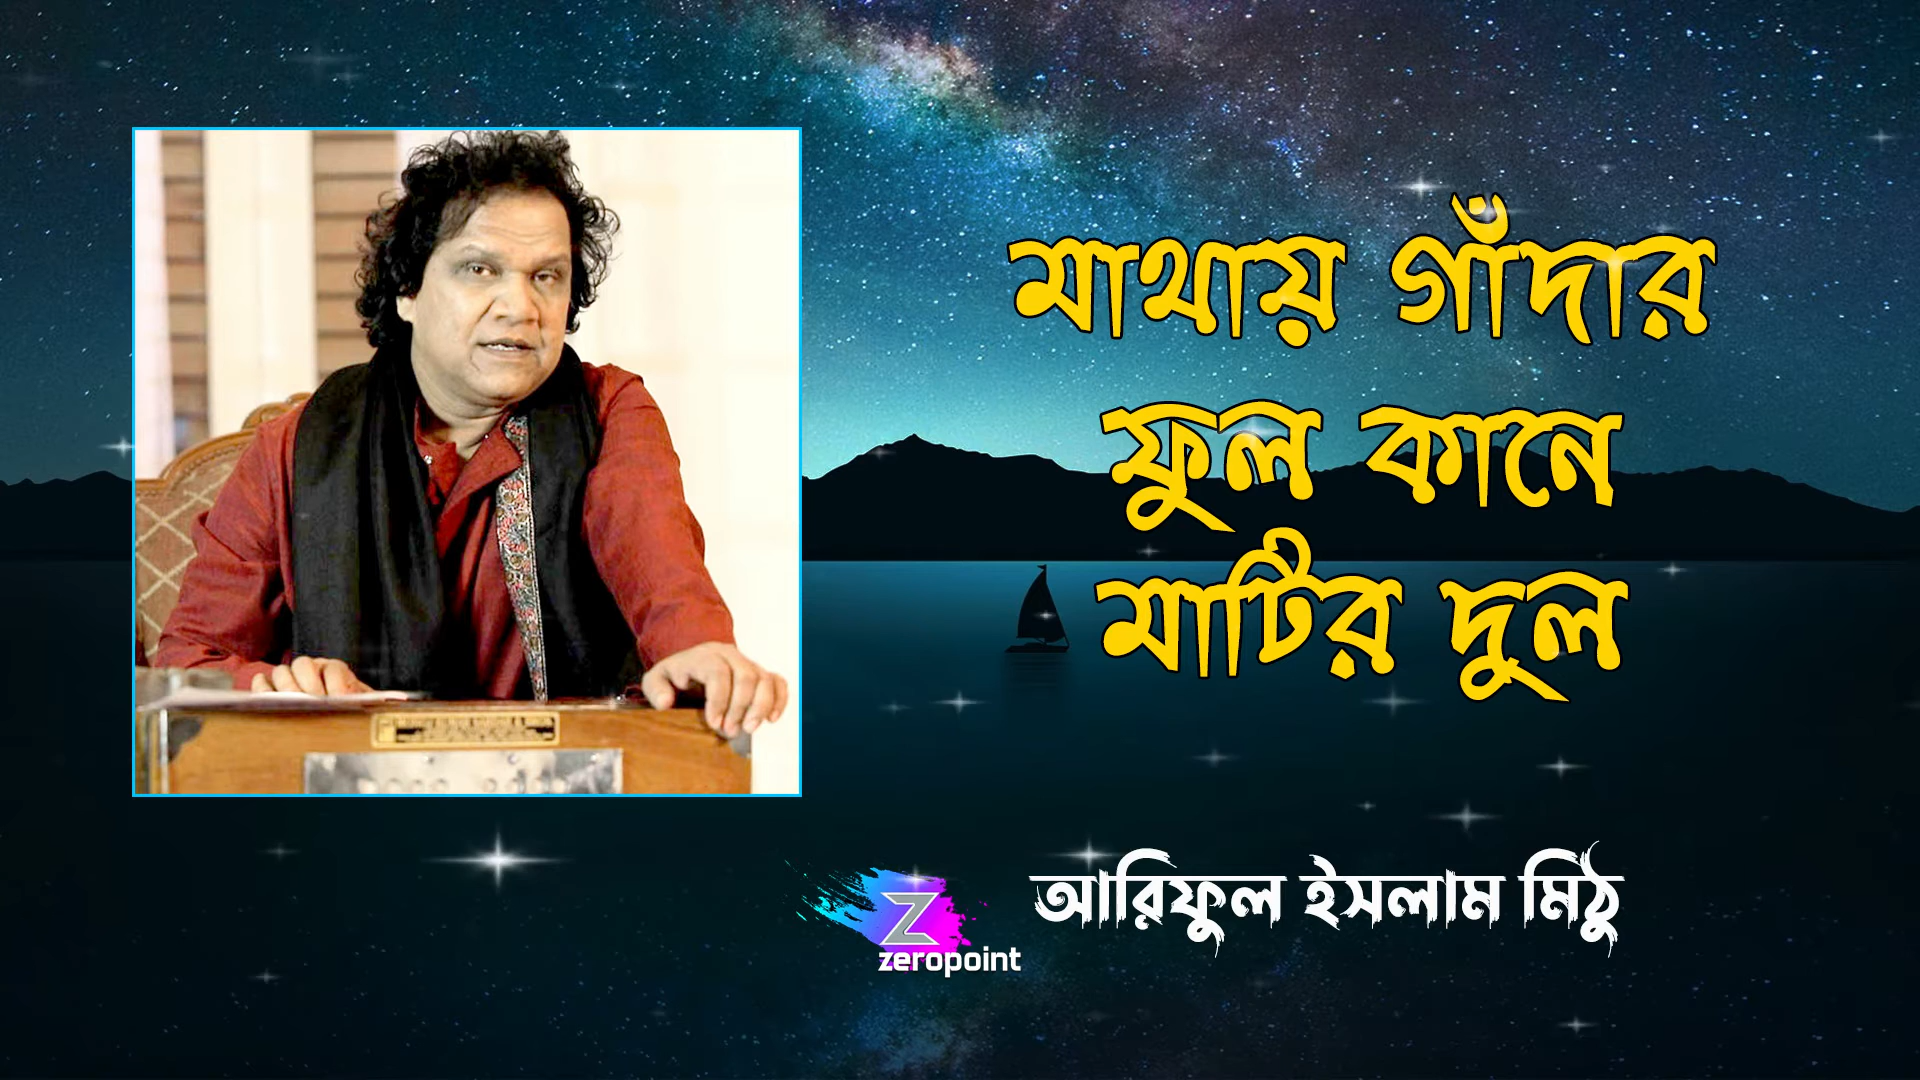 মাথায় গাঁদার
ফুল কানে
মাটির দুল
আরিফুল ইসলাম মিঠু
Z
zeropoint